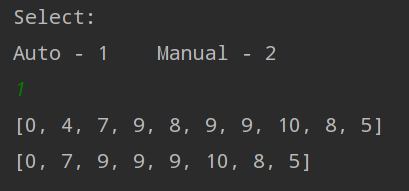 Select:
Auto - 1    Manual - 2
1
[0, 4, 7, 9, 8, 9, 9, 10, 8, 5]
[0, 7, 9, 9, 9, 10, 8, 5]